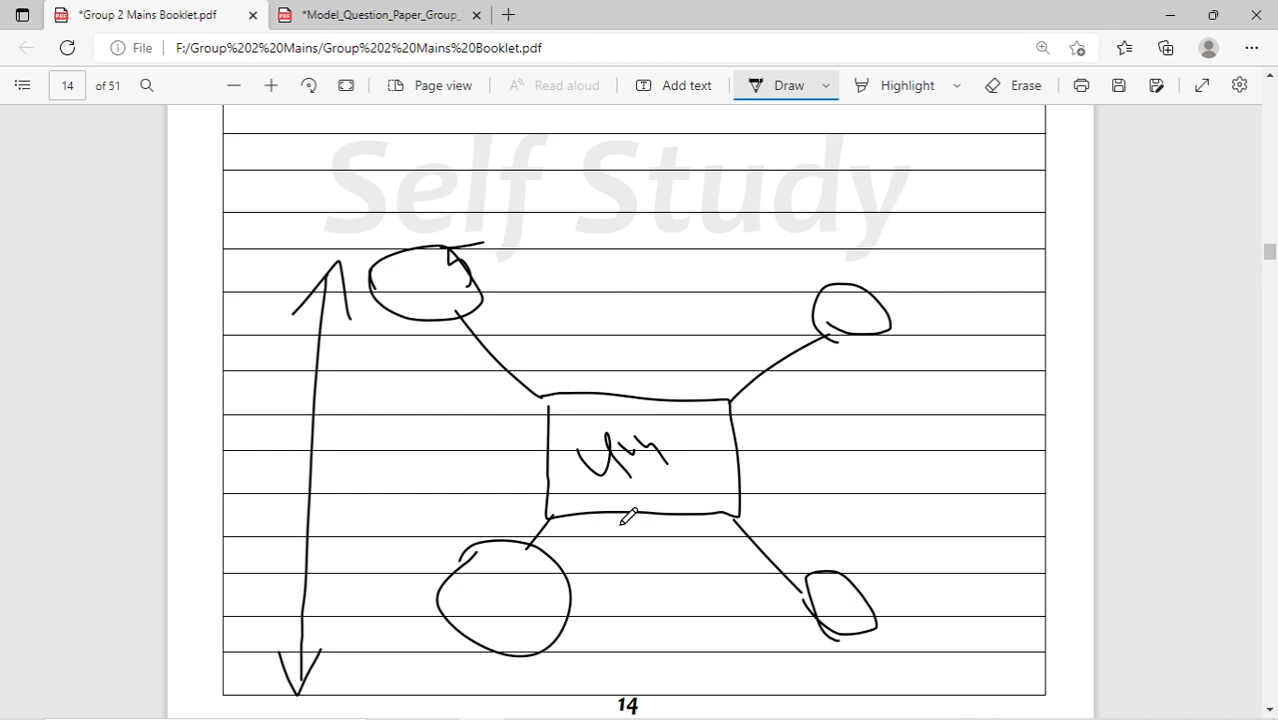 *Group 2 Mains Booklet.pdf
*Model_Question_Paper_Group_
File F:/Group%202%20Mains/Group%202%20Mains%20Booklet.pdf
14 of 51 Page view Read aloud Add text Draw Highlight Erase
Self Study
14